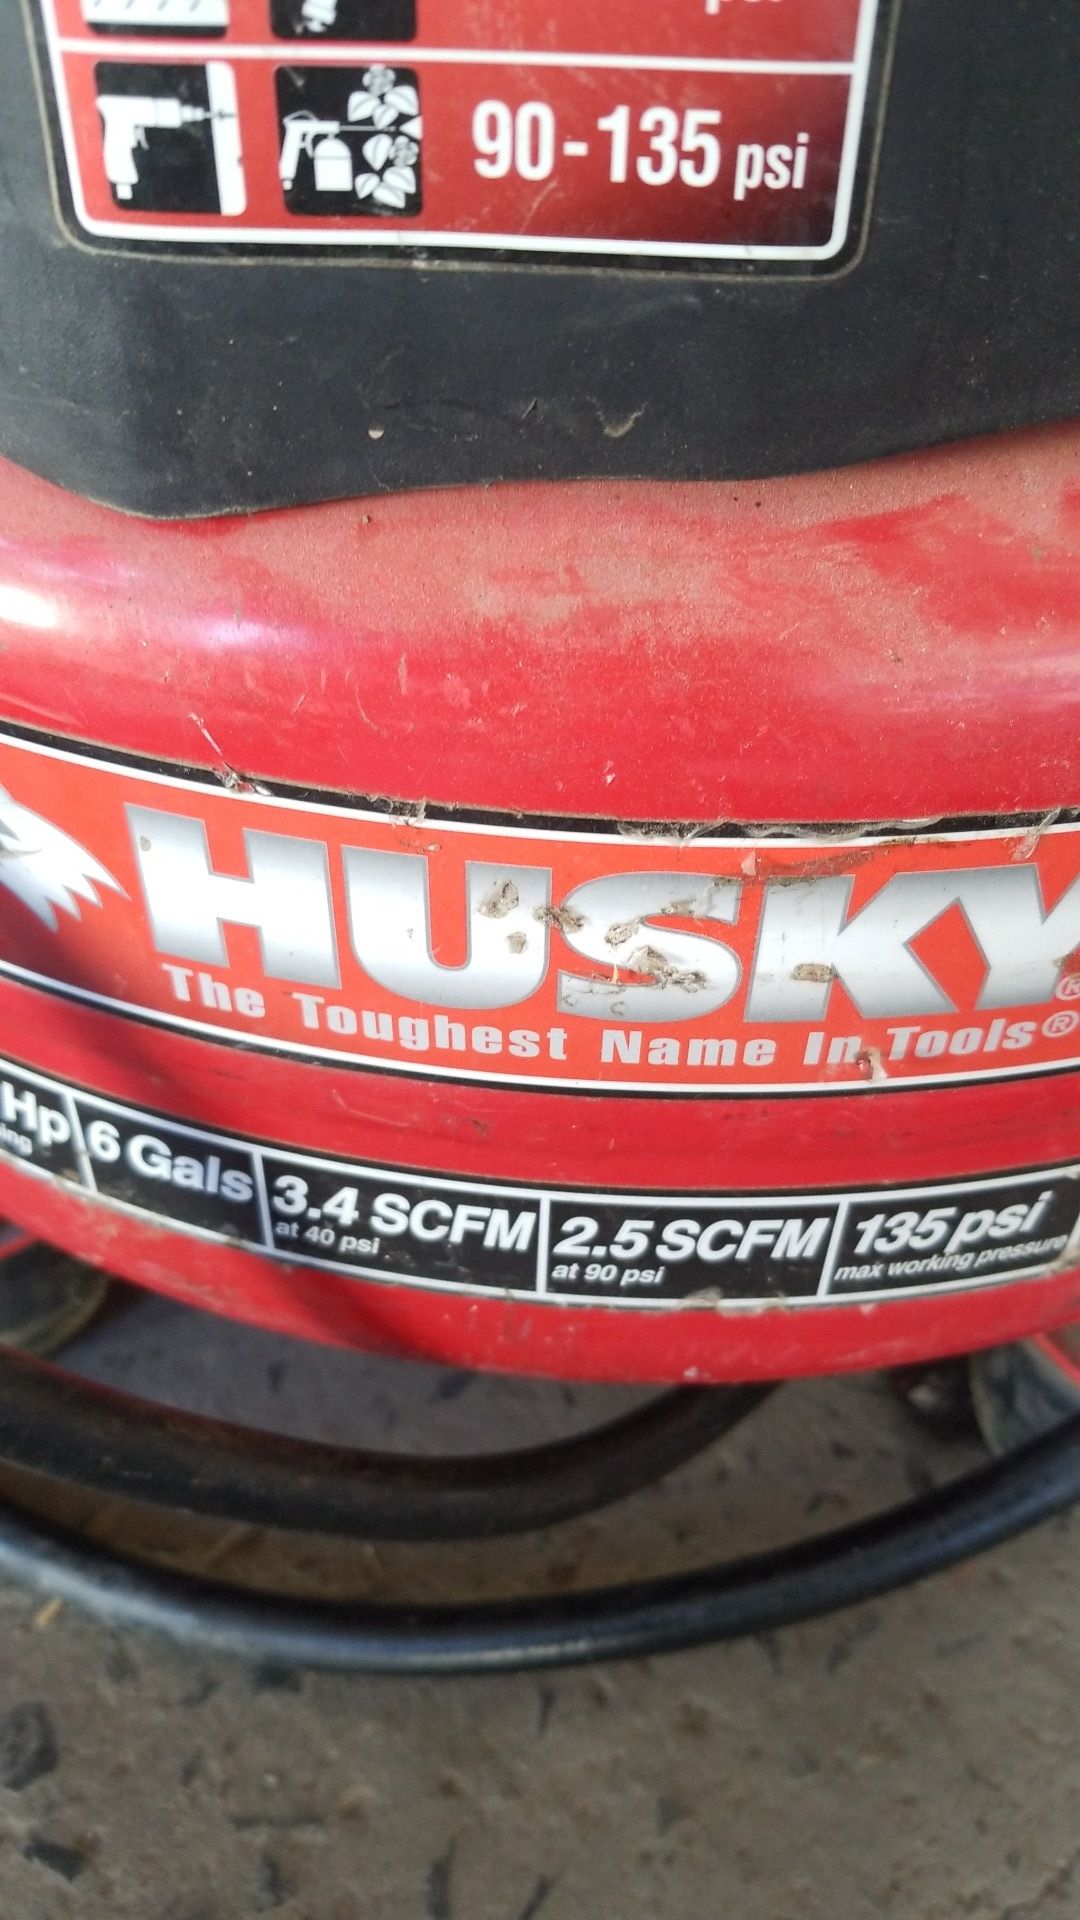 psi
90-135 psi
HUSKY®
The Toughest Name In Tools®
Hp 6 Gals 3.4 SCFM 2.5 SCFM 135 psi
at 40 psi at 90 psi max working pressure